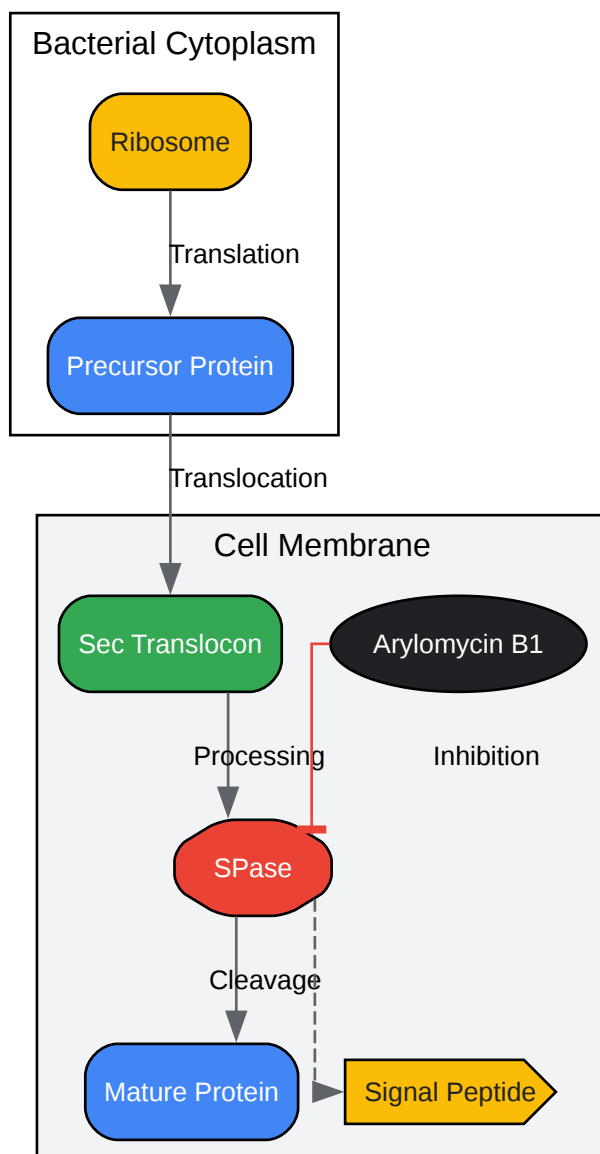 Bacterial Cytoplasm
Ribosome
Translation
Precursor Protein
Translocation
Cell Membrane
Sec Translocon
Arylomycin B1
Processing
Inhibition
SPase
Cleavage
Mature Protein
Signal Peptide